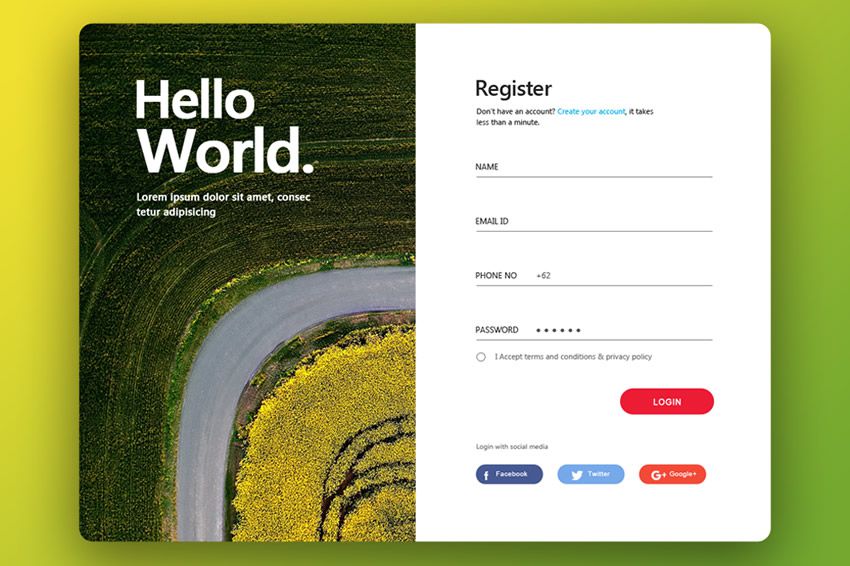 Hello
World.
Lorem ipsum dolor sit amet, consec
tetur adipisicing
Register
Don't have an account? Create your account, it takes
less than a minute.
NAME
EMAIL ID
PHONE NO +62
PASSWORD ● ● ● ● ● ●
I Accept terms and conditions & privacy policy
LOGIN
Login with social media
f Facebook
Twitter
G+ Google+